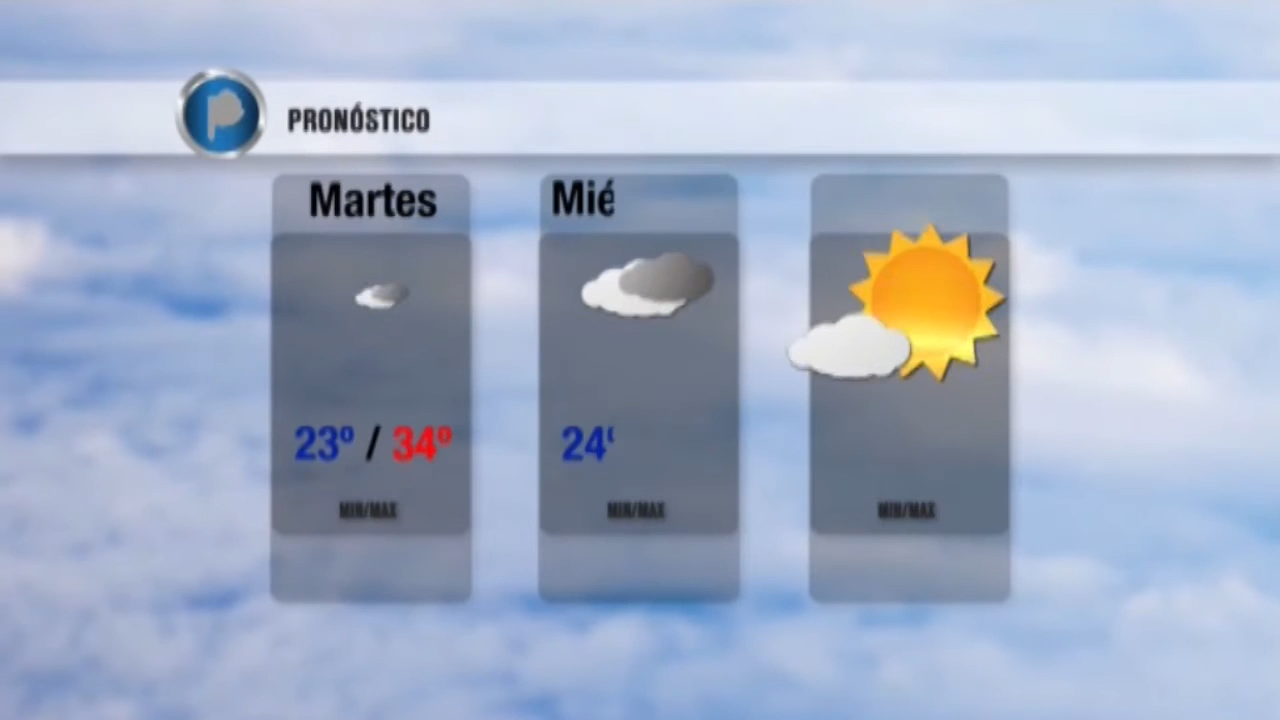 PRONÓSTICO
Martes
23º / 34º
MIN/MAX
Mié
24
MIN/MAX
MIN/MAX